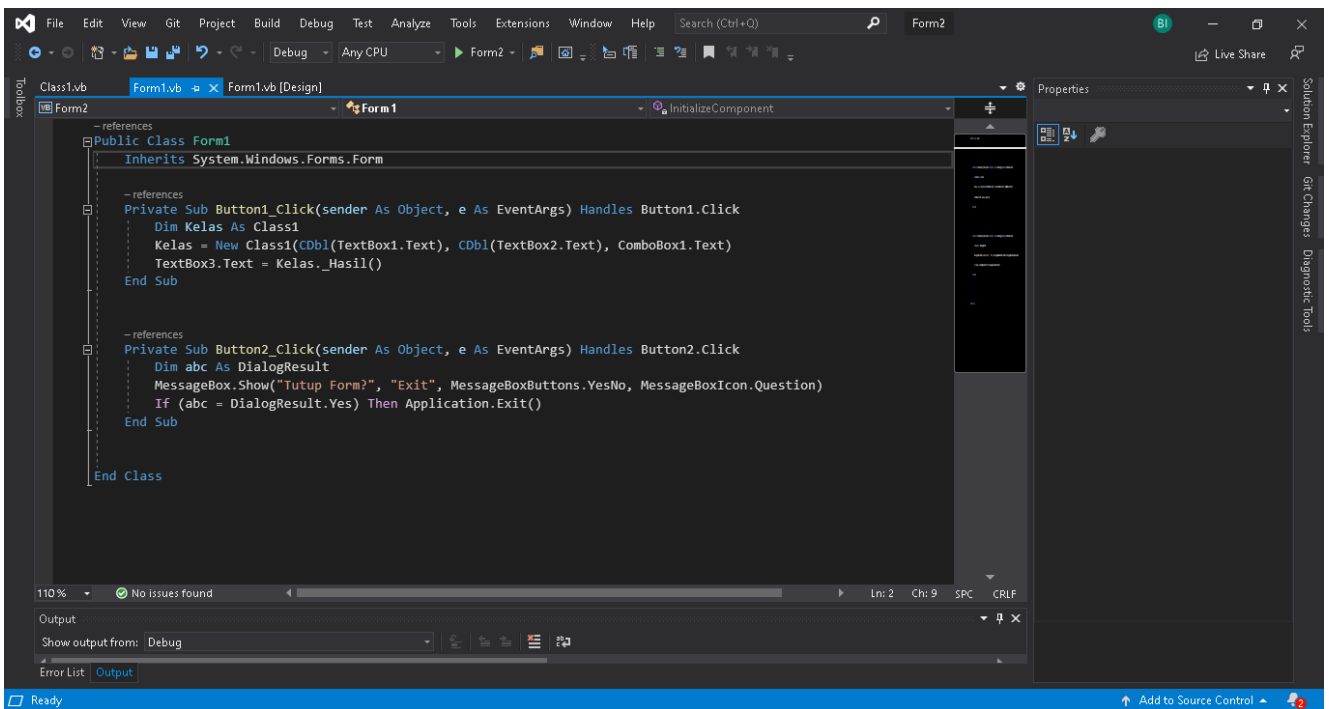 File Edit View Git Project Build Debug Test Analyze Tools Extensions Window Help Search (Ctrl+Q) Form2 BI
Debug Any CPU Form2 Live Share
Toolbox
Class1.vb Form1.vb Form1.vb [Design]
VB Form2 Form1 InitializeComponent
– references
Public Class Form1
Inherits System.Windows.Forms.Form
– references
Private Sub Button1_Click(sender As Object, e As EventArgs) Handles Button1.Click
Dim Kelas As Class1
Kelas = New Class1(CDbl(TextBox1.Text), CDbl(TextBox2.Text), ComboBox1.Text)
TextBox3.Text = Kelas._Hasil()
End Sub
– references
Private Sub Button2_Click(sender As Object, e As EventArgs) Handles Button2.Click
Dim abc As DialogResult
MessageBox.Show("Tutup Form?", "Exit", MessageBoxButtons.YesNo, MessageBoxIcon.Question)
If (abc = DialogResult.Yes) Then Application.Exit()
End Sub
End Class
110 % No issues found Ln: 2 Ch: 9 SPC CRLF
Output
Show output from: Debug
Error List Output
Properties
Solution Explorer
Git Changes
Diagnostic Tools
Ready Add to Source Control 2